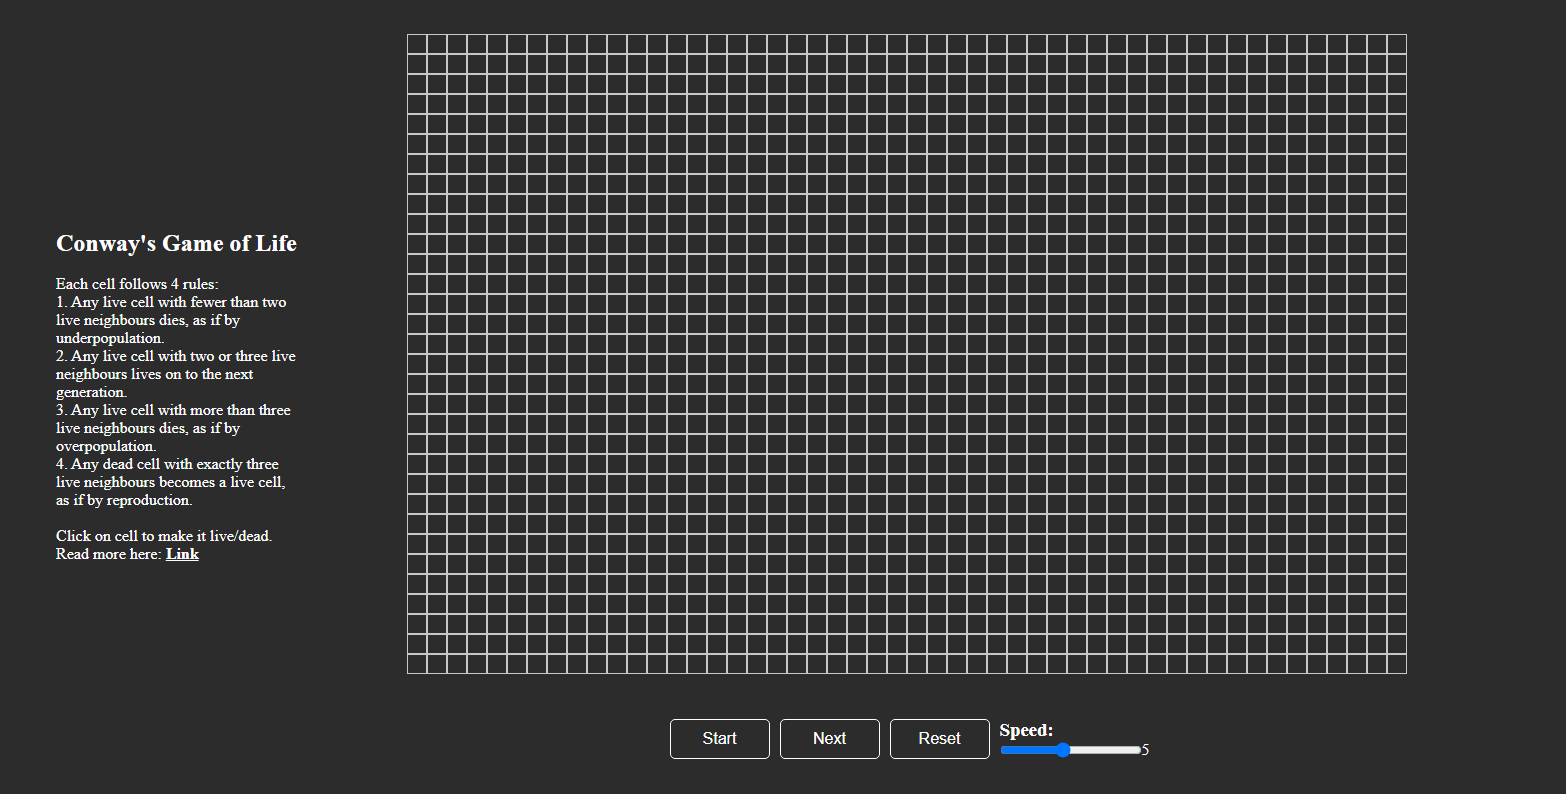 Conway's Game of Life
Each cell follows 4 rules:
1. Any live cell with fewer than two
live neighbours dies, as if by
underpopulation.
2. Any live cell with two or three live
neighbours lives on to the next
generation.
3. Any live cell with more than three
live neighbours dies, as if by
overpopulation.
4. Any dead cell with exactly three
live neighbours becomes a live cell,
as if by reproduction.
Click on cell to make it live/dead.
Read more here: Link
Start
Next
Reset
Speed:
5